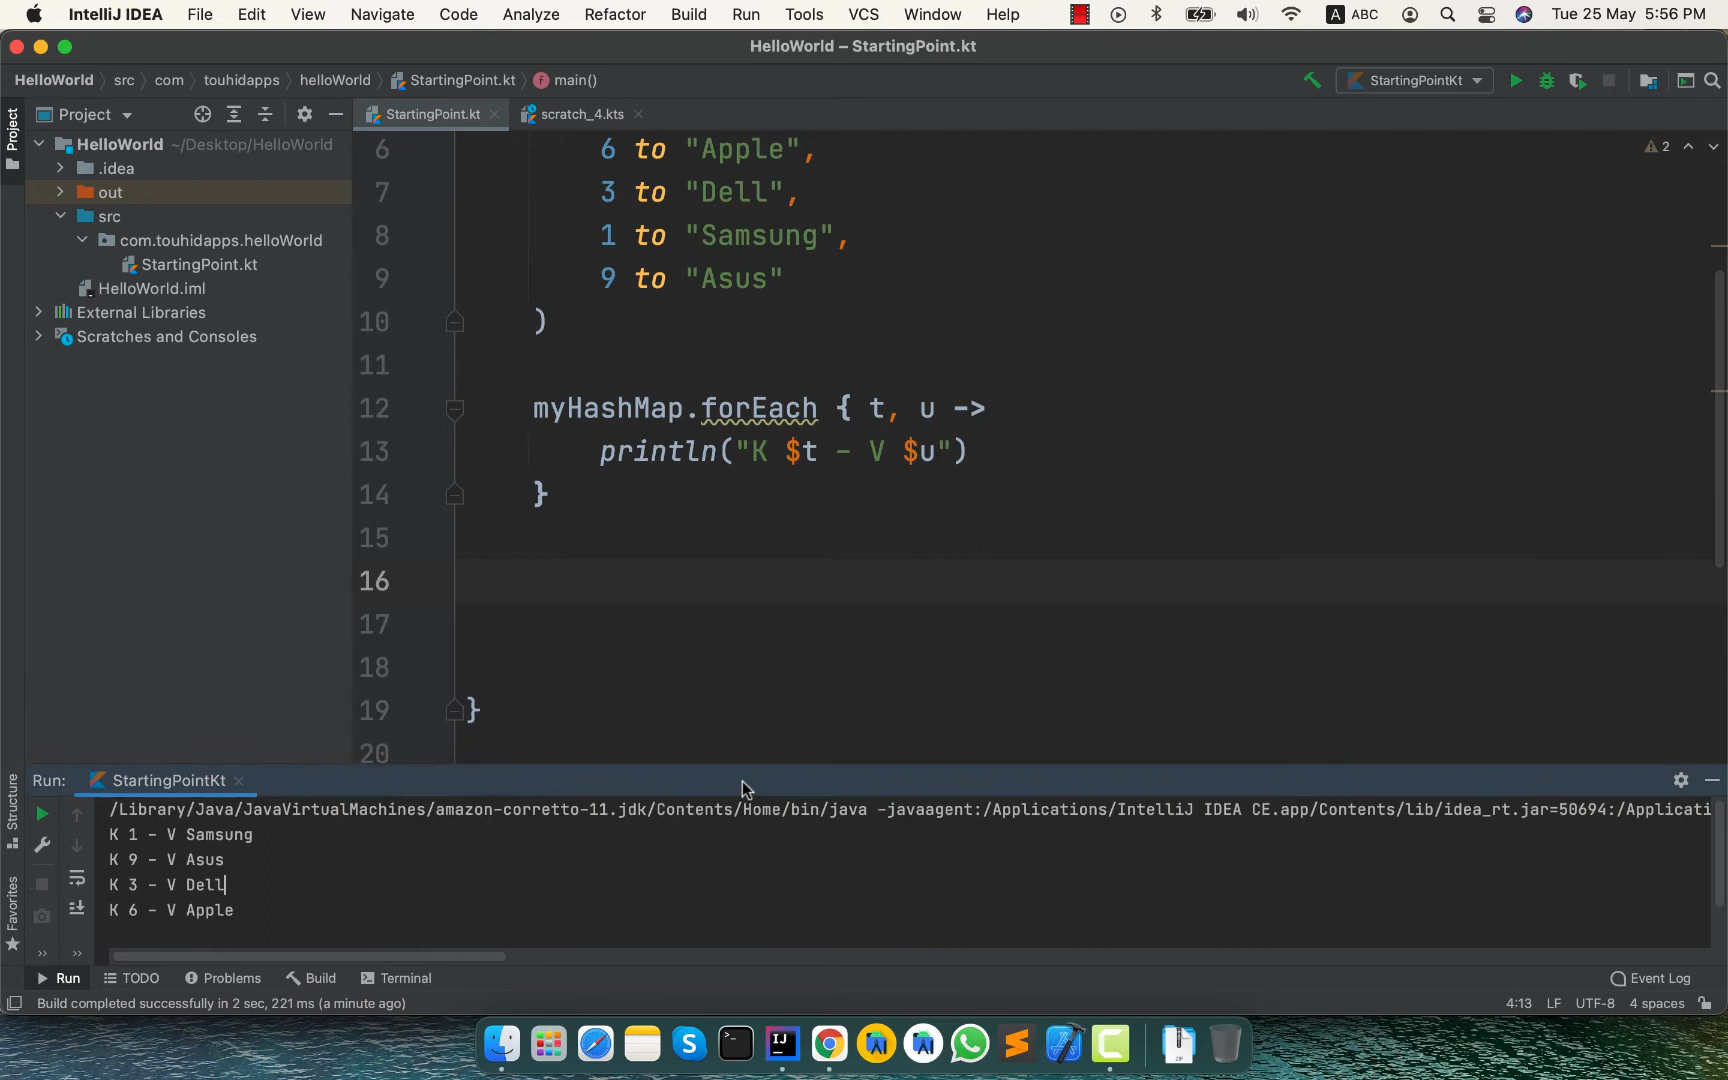 IntelliJ IDEA File Edit View Navigate Code Analyze Refactor Build Run Tools VCS Window Help A ABC Tue 25 May 5:56 PM
HelloWorld – StartingPoint.kt
HelloWorld src com touhidapps helloWorld StartingPoint.kt f main() StartingPointKt
Project Project StartingPoint.kt scratch_4.kts
HelloWorld ~/Desktop/HelloWorld
.idea
out
src
com.touhidapps.helloWorld
StartingPoint.kt
HelloWorld.iml
External Libraries
Scratches and Consoles
2
6 6 to "Apple",
7 3 to "Dell",
8 1 to "Samsung",
9 9 to "Asus"
10 )
11
12 myHashMap.forEach { t, u ->
13 println("K $t - V $u")
14 }
15
16
17
18
19 }
20
Run: StartingPointKt
/Library/Java/JavaVirtualMachines/amazon-corretto-11.jdk/Contents/Home/bin/java -javaagent:/Applications/IntelliJ IDEA CE.app/Contents/lib/idea_rt.jar=50694:/Applicati
K 1 - V Samsung
K 9 - V Asus
K 3 - V Dell
K 6 - V Apple
Structure
Favorites
Run TODO Problems Build Terminal Event Log
Build completed successfully in 2 sec, 221 ms (a minute ago) 4:13 LF UTF-8 4 spaces
IJ
ZIP